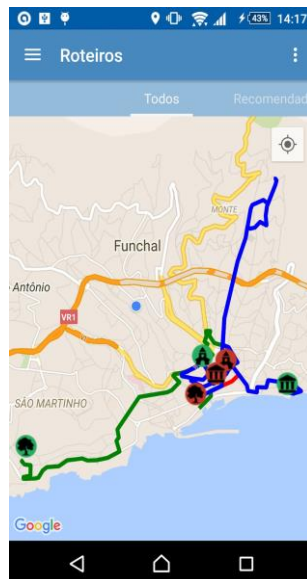 43% 14:17
Roteiros
Todos Recomendad
MONTE
Funchal
António
VR1
SÃO MARTINHO
Google